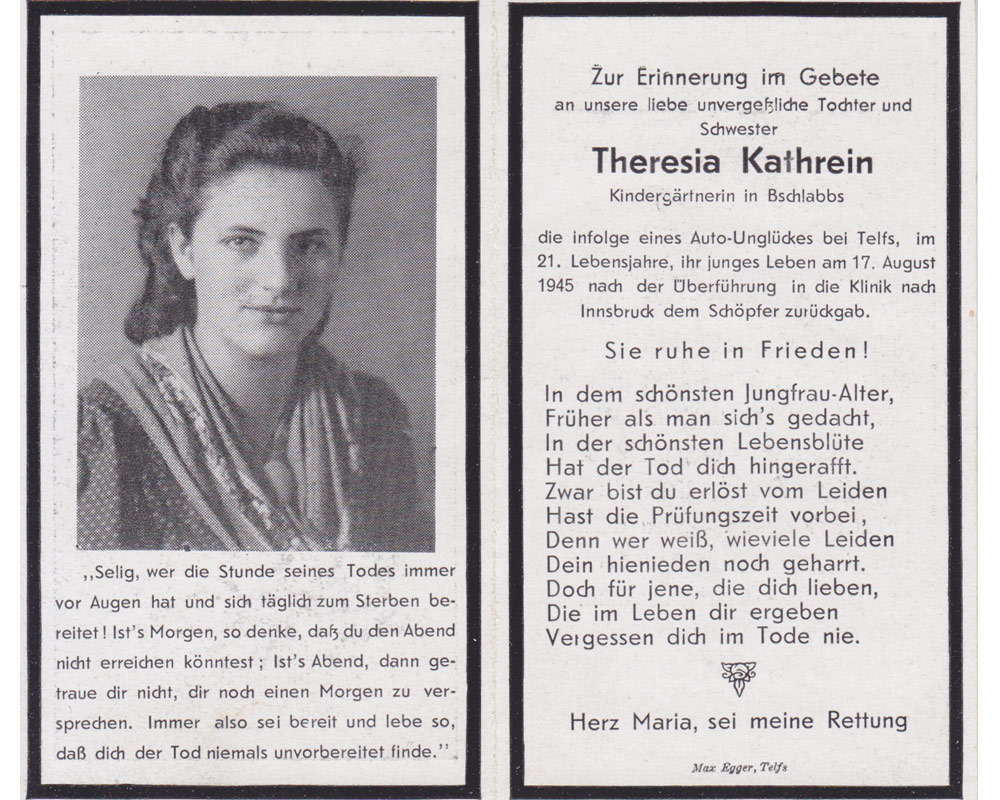 „Selig, wer die Stunde seines Todes immer
vor Augen hat und sich täglich zum Sterben be-
reitet! Ist's Morgen, so denke, daß du den Abend
nicht erreichen könntest; Ist's Abend, dann ge-
traue dir nicht, dir noch einen Morgen zu ver-
sprechen. Immer also sei bereit und lebe so,
daß dich der Tod niemals unvorbereitet finde.”
Zur Erinnerung im Gebete
an unsere liebe unvergeßliche Tochter und
Schwester
Theresia Kathrein
Kindergärtnerin in Bschlabbs
die infolge eines Auto-Unglückes bei Telfs, im
21. Lebensjahre, ihr junges Leben am 17. August
1945 nach der Überführung in die Klinik nach
Innsbruck dem Schöpfer zurückgab.
Sie ruhe in Frieden!
In dem schönsten Jungfrau-Alter,
Früher als man sich's gedacht,
In der schönsten Lebensblüte
Hat der Tod dich hingerafft.
Zwar bist du erlöst vom Leiden
Hast die Prüfungszeit vorbei,
Denn wer weiß, wieviele Leiden
Dein hienieden noch geharrt.
Doch für jene, die dich lieben,
Die im Leben dir ergeben
Vergessen dich im Tode nie.
Herz Maria, sei meine Rettung
Max Egger, Telfs